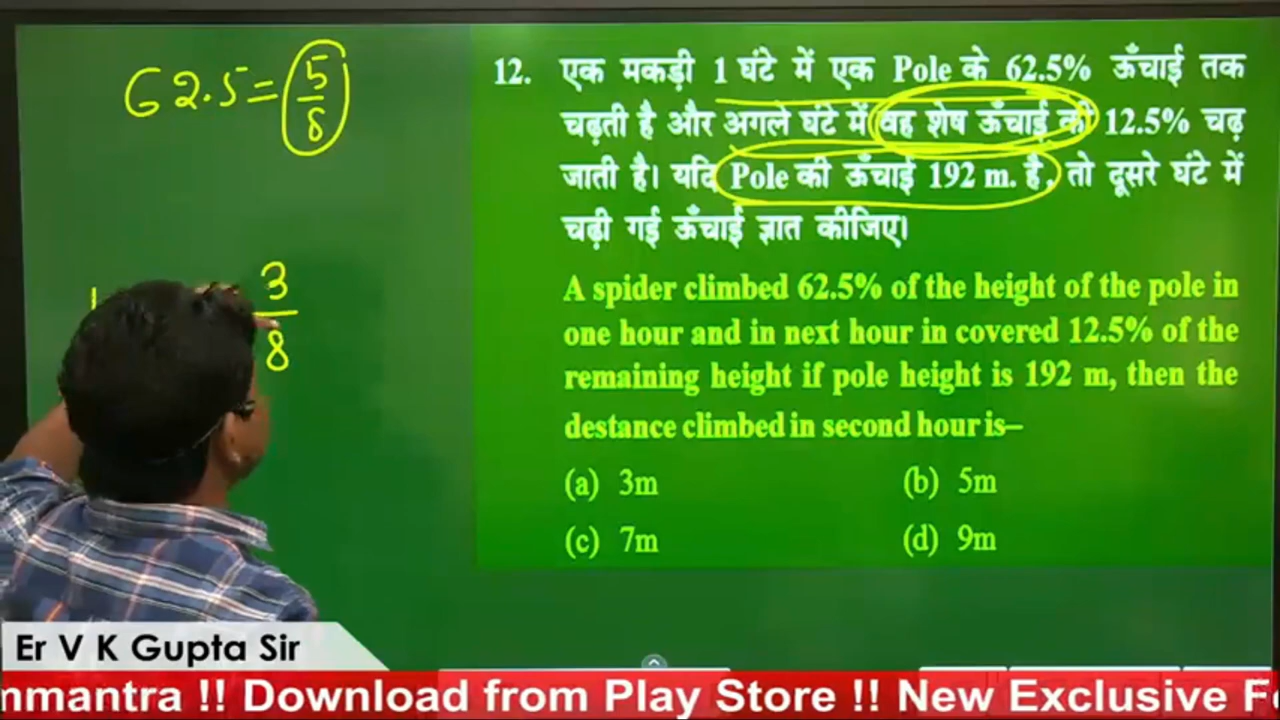 62.5 = 5/8
3/8
12. एक मकड़ी 1 घंटे में एक Pole के 62.5% ऊँचाई तक
चढ़ती है और अगले घंटे में वह शेष ऊँचाई की 12.5% चढ़
जाती है। यदि Pole की ऊँचाई 192 m. है, तो दूसरे घंटे में
चढ़ी गई ऊँचाई ज्ञात कीजिए।
A spider climbed 62.5% of the height of the pole in
one hour and in next hour in covered 12.5% of the
remaining height if pole height is 192 m, then the
destance climbed in second hour is–
(a) 3m (b) 5m
(c) 7m (d) 9m
Er V K Gupta Sir
mantra !! Download from Play Store !! New Exclusive F